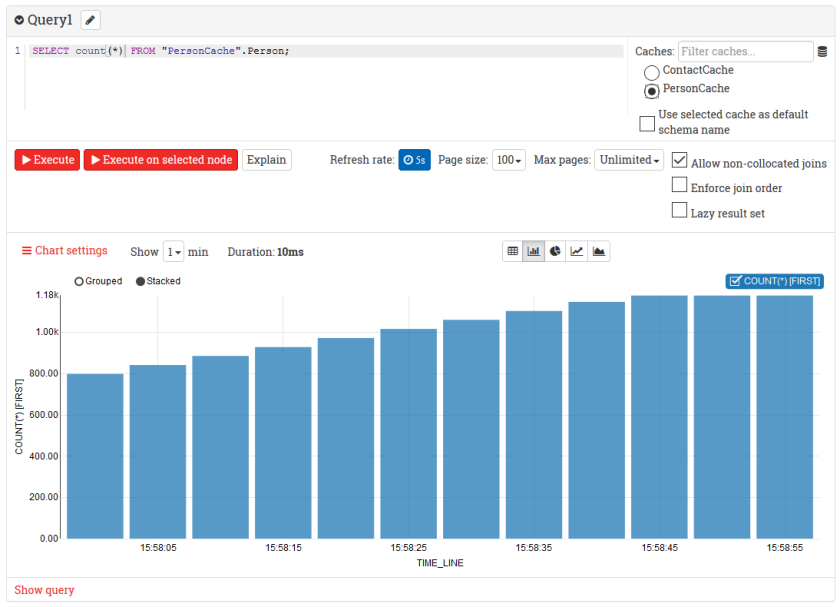 Query1
1 SELECT count(*) FROM "PersonCache".Person;
Caches: Filter caches...
ContactCache
PersonCache
Use selected cache as default
schema name
Execute Execute on selected node Explain Refresh rate: 5s Page size: 100 Max pages: Unlimited Allow non-collocated joins
Enforce join order
Lazy result set
Chart settings Show 1 min Duration: 10ms
Grouped Stacked COUNT(*) [FIRST]
1.18k
1.00k
800.00
600.00
400.00
200.00
0.00
COUNT(*) [FIRST]
15:58:05 15:58:15 15:58:25 15:58:35 15:58:45 15:58:55
TIME_LINE
Show query